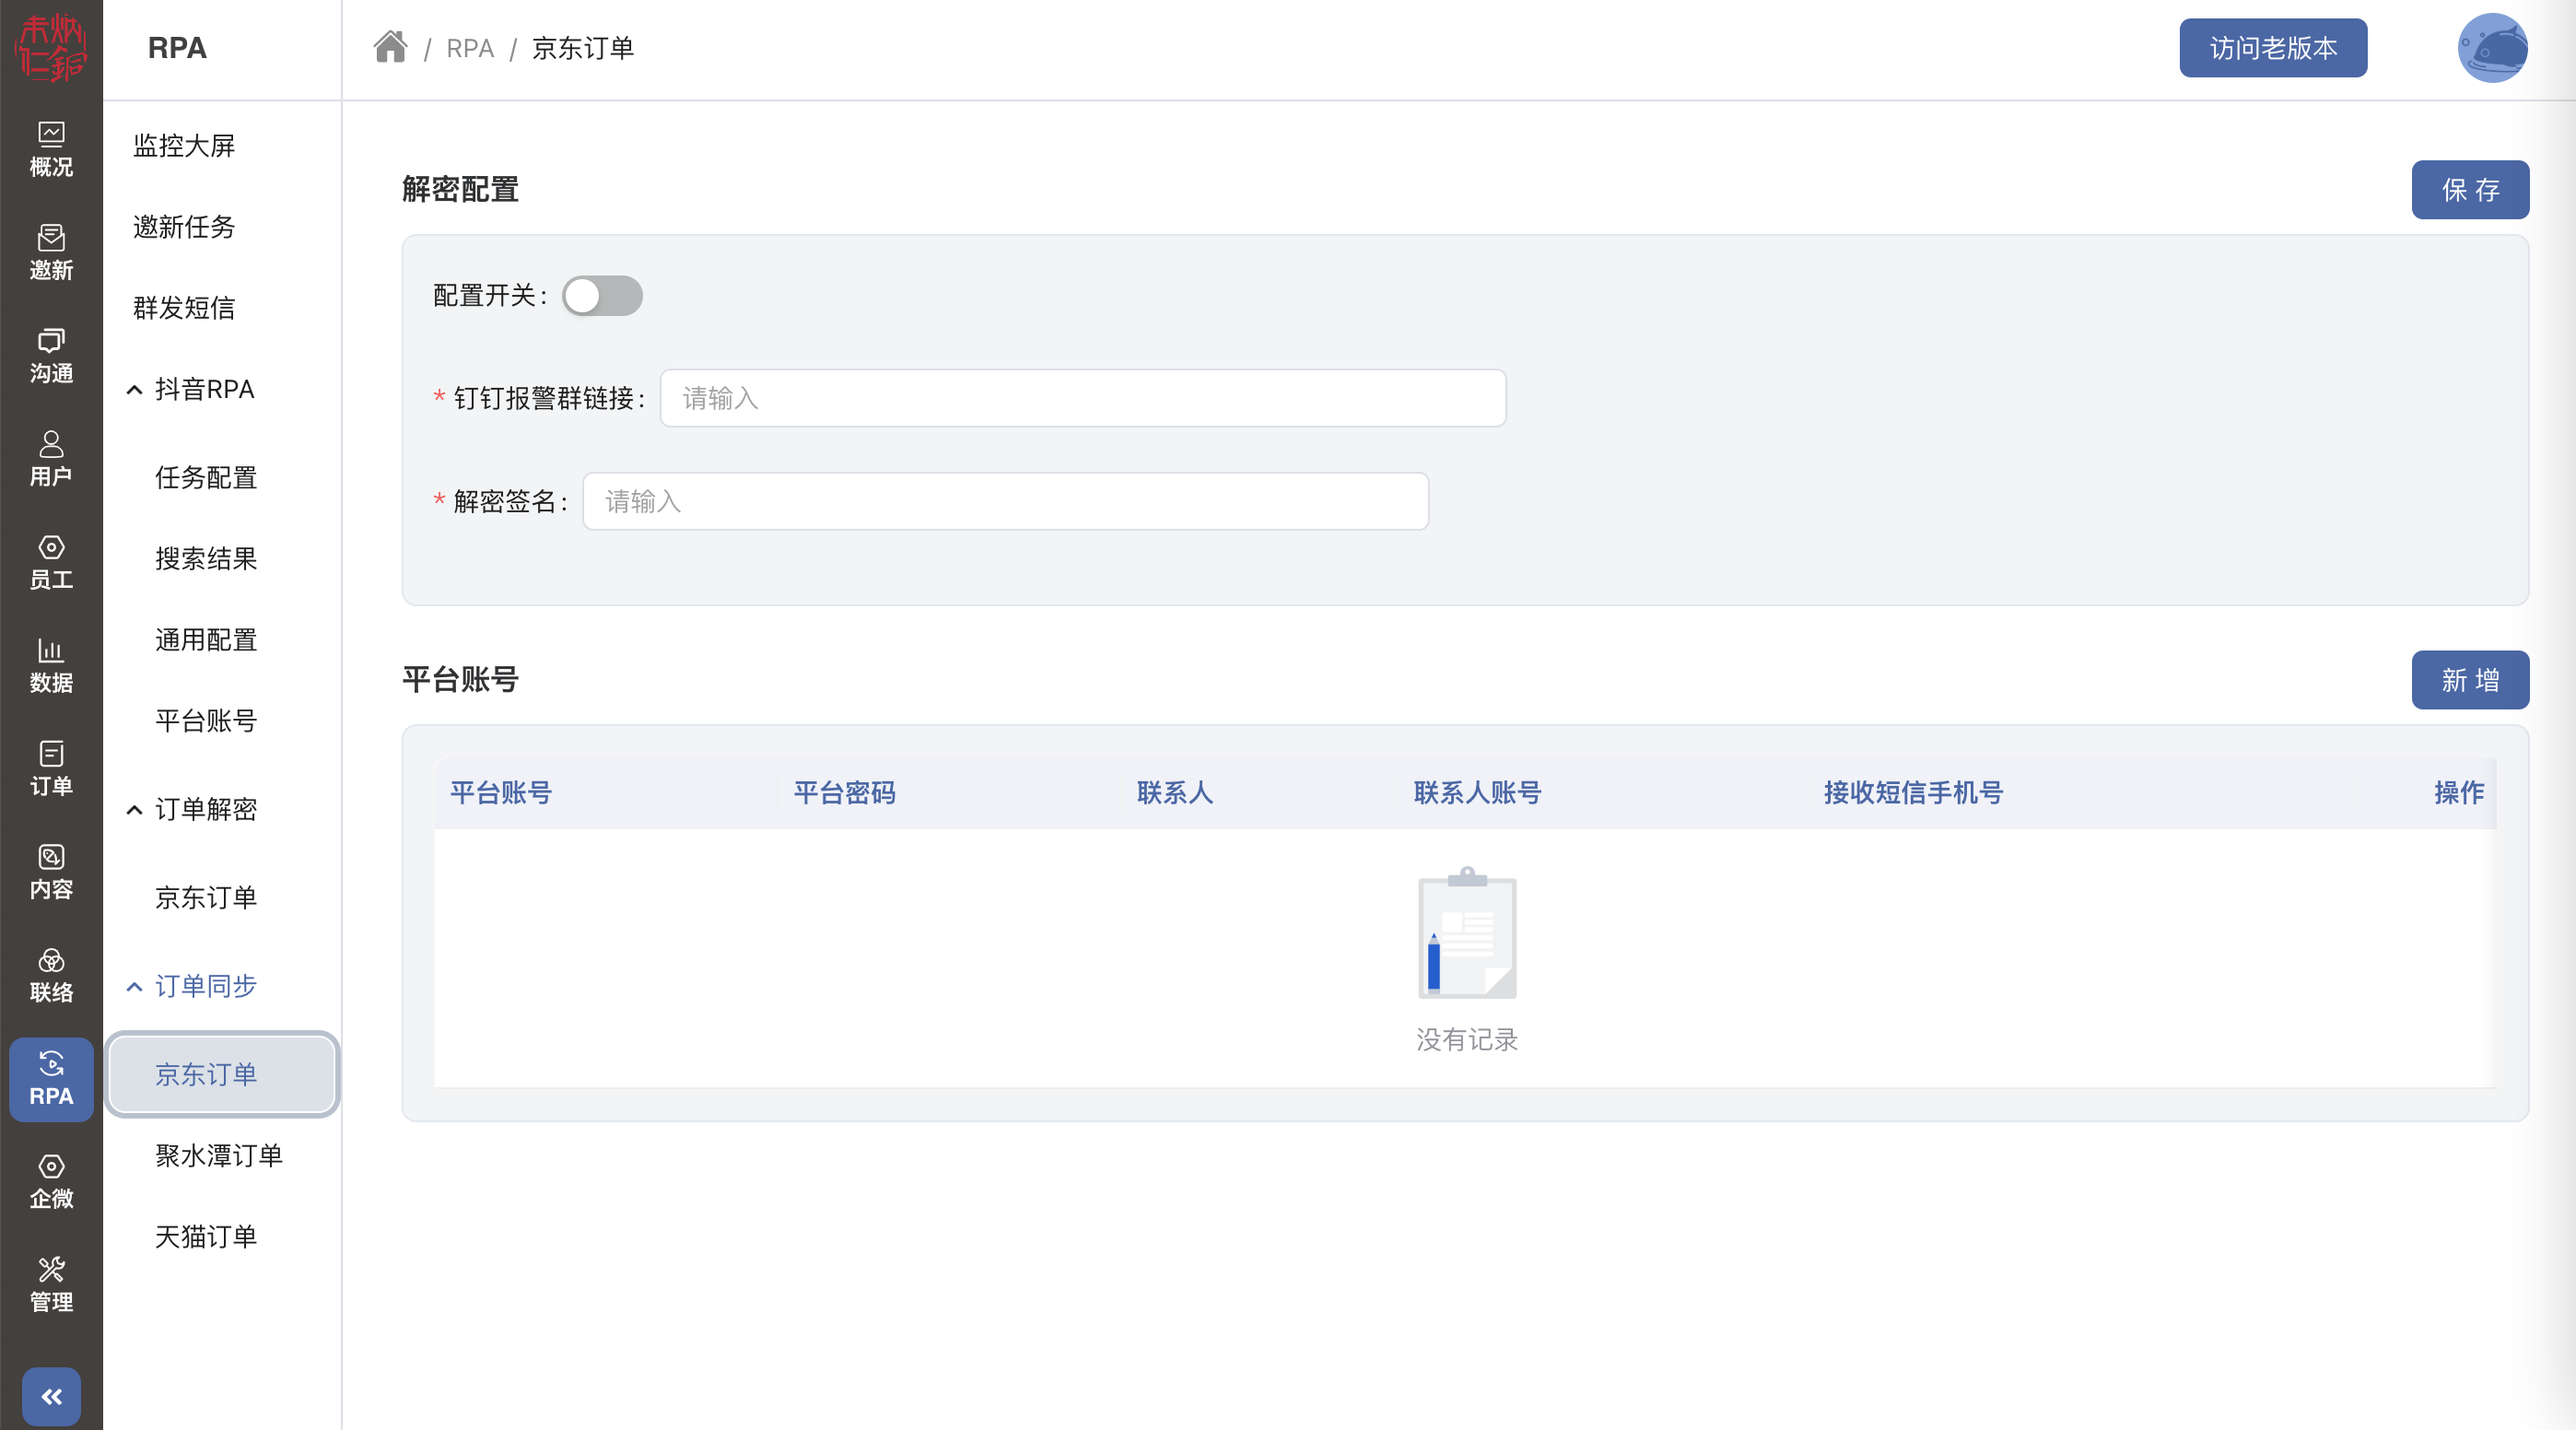 未炳
仁銅
概况
邀新
沟通
用户
员工
数据
订单
内容
联络
RPA
企微
管理
RPA
监控大屏
邀新任务
群发短信
抖音RPA
任务配置
搜索结果
通用配置
平台账号
订单解密
京东订单
订单同步
京东订单
聚水潭订单
天猫订单
/ RPA / 京东订单
访问老版本
解密配置
保 存
配置开关:
* 钉钉报警群链接: 请输入
* 解密签名: 请输入
平台账号
新 增
平台账号 平台密码 联系人 联系人账号 接收短信手机号 操作
没有记录